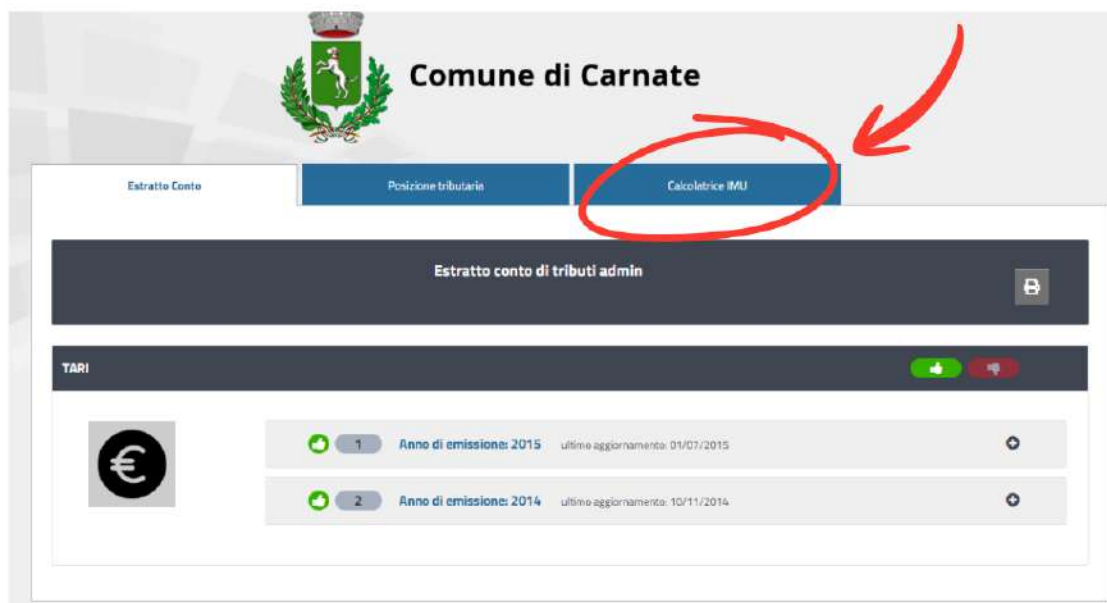 Comune di Carnate
Estratto Conto Posizione tributaria Calcolatrice IMU
Estratto conto di tributi admin
TARI
1 Anno di emissione: 2015 ultimo aggiornamento: 01/07/2015
2 Anno di emissione: 2014 ultimo aggiornamento: 10/11/2014